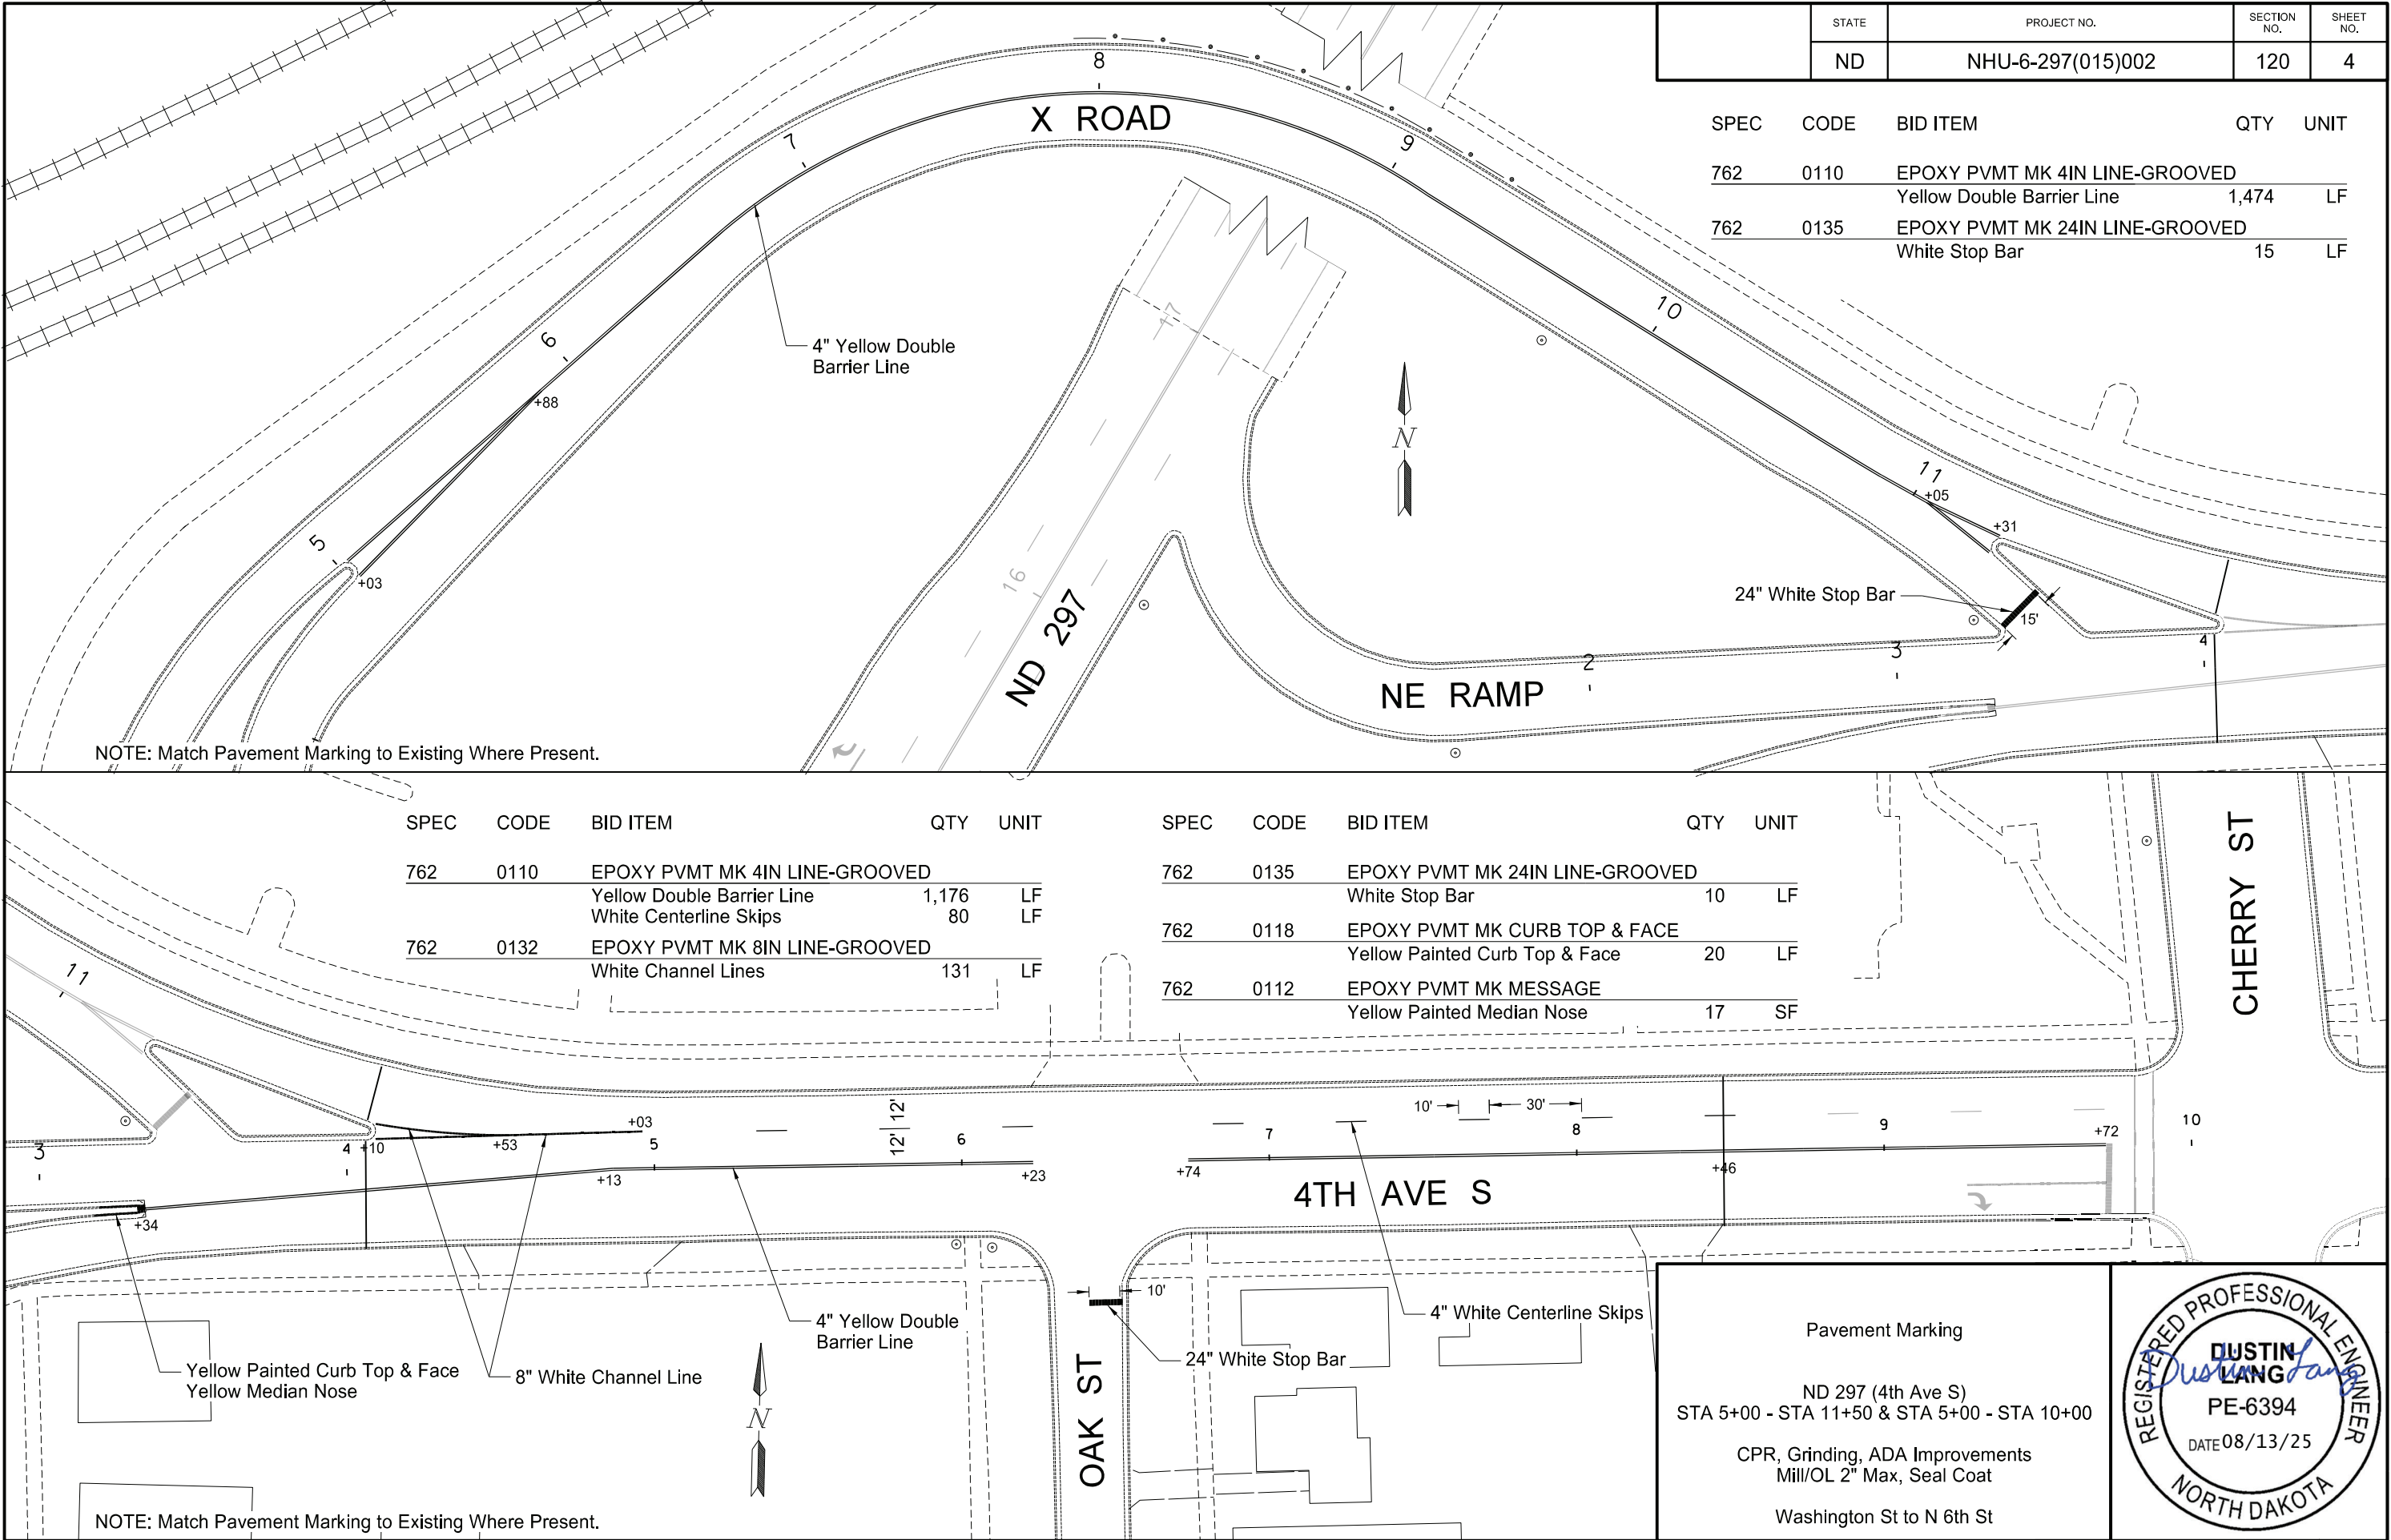 STATE PROJECT NO. SECTION NO. SHEET NO.
ND NHU-6-297(015)002 120 4
SPEC CODE BID ITEM QTY UNIT
762 0110 EPOXY PVMT MK 4IN LINE-GROOVED
Yellow Double Barrier Line 1,474 LF
762 0135 EPOXY PVMT MK 24IN LINE-GROOVED
White Stop Bar 15 LF
8
X ROAD
7
9
6
10
4" Yellow Double
Barrier Line
+88
17
N
5
+03
11
+05
+31
16
ND 297
24" White Stop Bar
15'
2
3
4
NE RAMP
NOTE: Match Pavement Marking to Existing Where Present.
SPEC CODE BID ITEM QTY UNIT
762 0110 EPOXY PVMT MK 4IN LINE-GROOVED
Yellow Double Barrier Line 1,176 LF
White Centerline Skips 80 LF
762 0132 EPOXY PVMT MK 8IN LINE-GROOVED
White Channel Lines 131 LF
SPEC CODE BID ITEM QTY UNIT
762 0135 EPOXY PVMT MK 24IN LINE-GROOVED
White Stop Bar 10 LF
762 0118 EPOXY PVMT MK CURB TOP & FACE
Yellow Painted Curb Top & Face 20 LF
762 0112 EPOXY PVMT MK MESSAGE
Yellow Painted Median Nose 17 SF
CHERRY ST
11
10' 30'
12' 12'
3
4
+10
+53
+03
5
6
7
8
9
+72
10
+34
+13
+23
+74
+46
4TH AVE S
10'
4" White Centerline Skips
4" Yellow Double
Barrier Line
24" White Stop Bar
Yellow Painted Curb Top & Face
Yellow Median Nose
8" White Channel Line
N
OAK ST
NOTE: Match Pavement Marking to Existing Where Present.
Pavement Marking
ND 297 (4th Ave S)
STA 5+00 - STA 11+50 & STA 5+00 - STA 10+00
CPR, Grinding, ADA Improvements
Mill/OL 2" Max, Seal Coat
Washington St to N 6th St
REGISTERED PROFESSIONAL ENGINEER
DUSTIN
LANG
Dustin Lang
PE-6394
DATE 08/13/25
NORTH DAKOTA